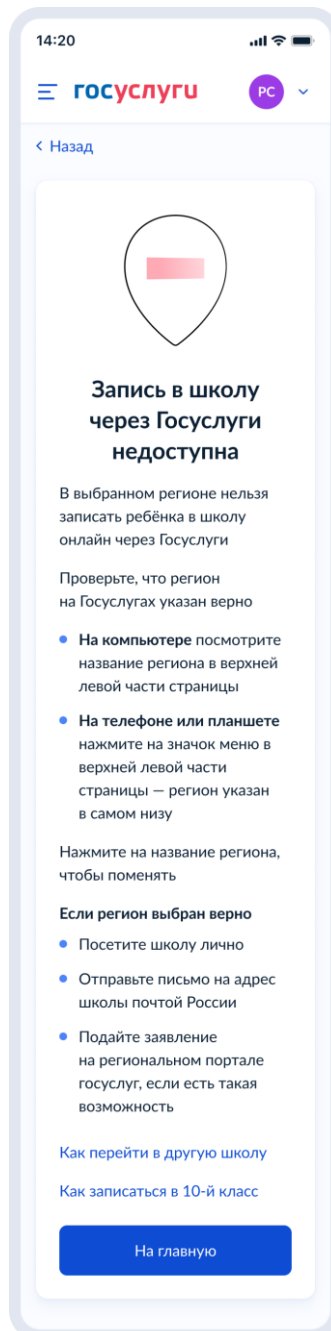 14:20
госуслуги
РС
Назад
Запись в школу
через Госуслуги
недоступна
В выбранном регионе нельзя
записать ребёнка в школу
онлайн через Госуслуги
Проверьте, что регион
на Госуслугах указан верно
На компьютере посмотрите
название региона в верхней
левой части страницы
На телефоне или планшете
нажмите на значок меню в
верхней левой части
страницы — регион указан
в самом низу
Нажмите на название региона,
чтобы поменять
Если регион выбран верно
Посетите школу лично
Отправьте письмо на адрес
школы почтой России
Подайте заявление
на региональном портале
госуслуг, если есть такая
возможность
Как перейти в другую школу
Как записаться в 10-й класс
На главную